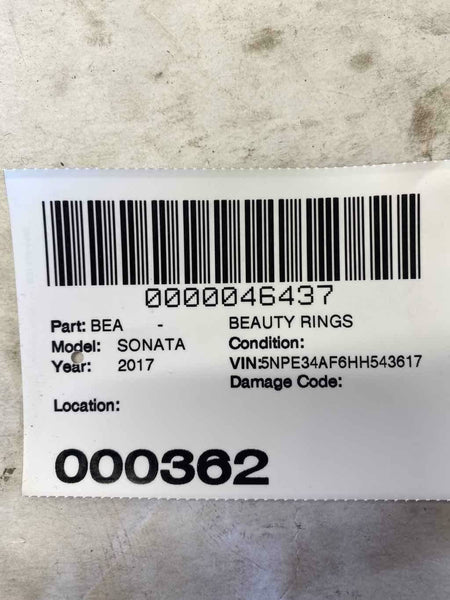 0000046437
Part: BEA - BEAUTY RINGS
Model: SONATA Condition:
Year: 2017 VIN:5NPE34AF6HH543617
Damage Code:
Location:
000362